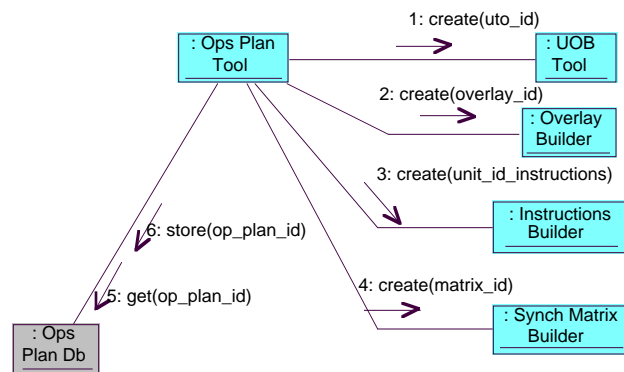 1: create(uto_id)
: Ops Plan
Tool
: UOB
Tool
2: create(overlay_id)
: Overlay
Builder
3: create(unit_id_instructions)
: Instructions
Builder
6: store(op_plan_id)
4: create(matrix_id)
5: get(op_plan_id)
: Synch Matrix
Builder
: Ops
Plan Db